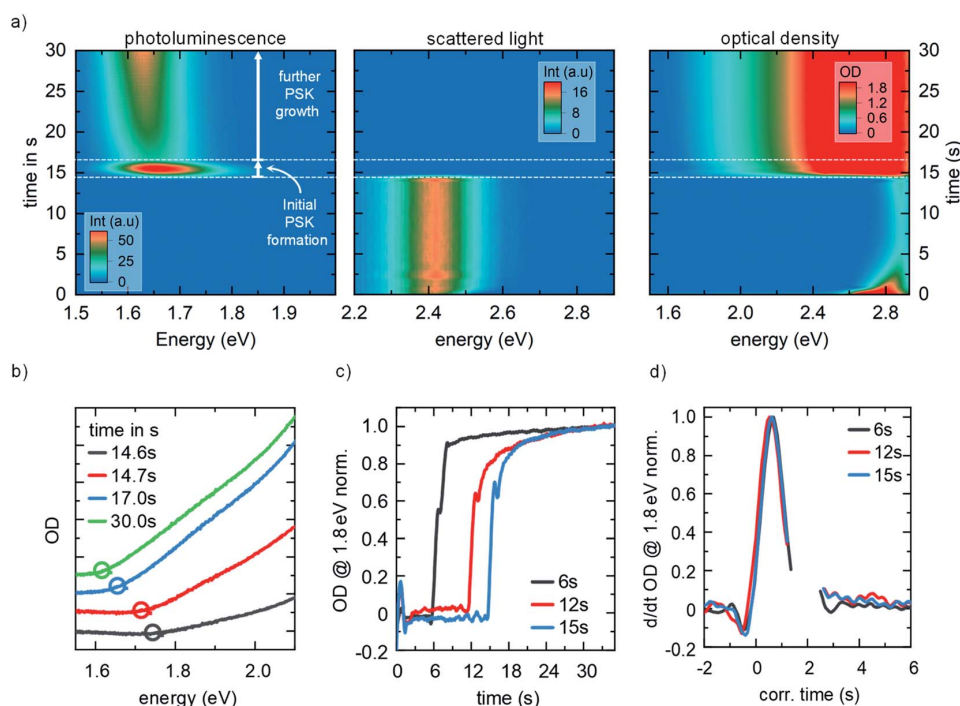 a)
photoluminescence
scattered light
optical density
30
25
20
15
10
5
0
time in s
further
PSK
growth
Initial
PSK
formation
Int (a.u)
50
25
0
1.5 1.6 1.7 1.8 1.9
Energy (eV)
Int (a.u)
16
8
0
2.2 2.4 2.6 2.8
energy (eV)
OD
1.8
1.2
0.6
0
1.6 2.0 2.4 2.8
energy (eV)
30
25
20
15
10
5
0
time (s)
b)
time in s
14.6s
14.7s
17.0s
30.0s
OD
1.6 1.8 2.0
energy (eV)
c)
OD @ 1.8 eV norm.
1.0
0.8
0.6
0.4
0.2
0
-0.2
6s
12s
15s
0 6 12 18 24 30
time (s)
d)
d/dt OD @ 1.8 eV norm.
1.0
0.8
0.6
0.4
0.2
0
-0.2
6s
12s
15s
-2 0 2 4 6
corr. time (s)